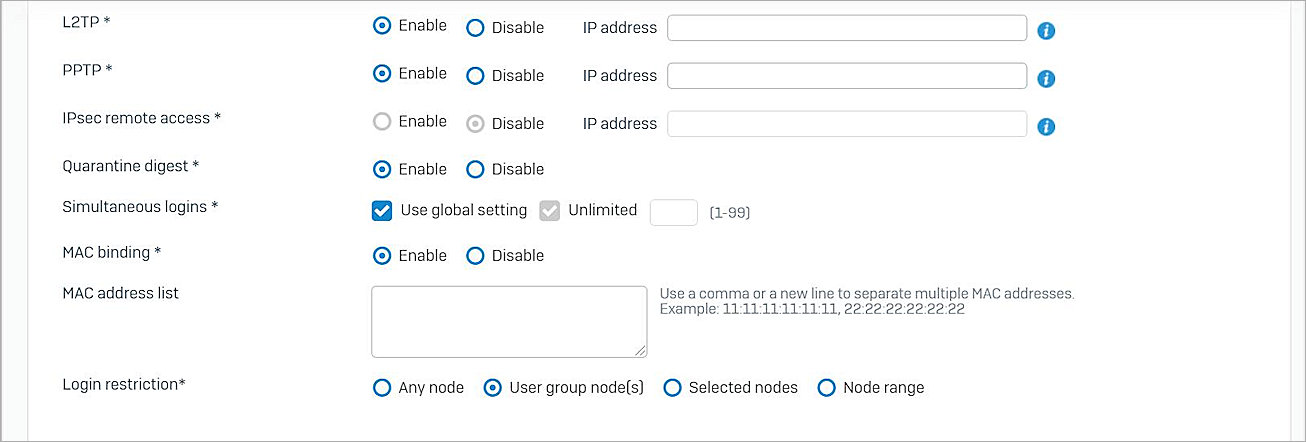 L2TP * Enable Disable IP address
PPTP * Enable Disable IP address
IPsec remote access * Enable Disable IP address
Quarantine digest * Enable Disable
Simultaneous logins * Use global setting Unlimited (1-99)
MAC binding * Enable Disable
MAC address list
Use a comma or a new line to separate multiple MAC addresses.
Example: 11:11:11:11:11:11, 22:22:22:22:22:22
Login restriction* Any node User group node(s) Selected nodes Node range